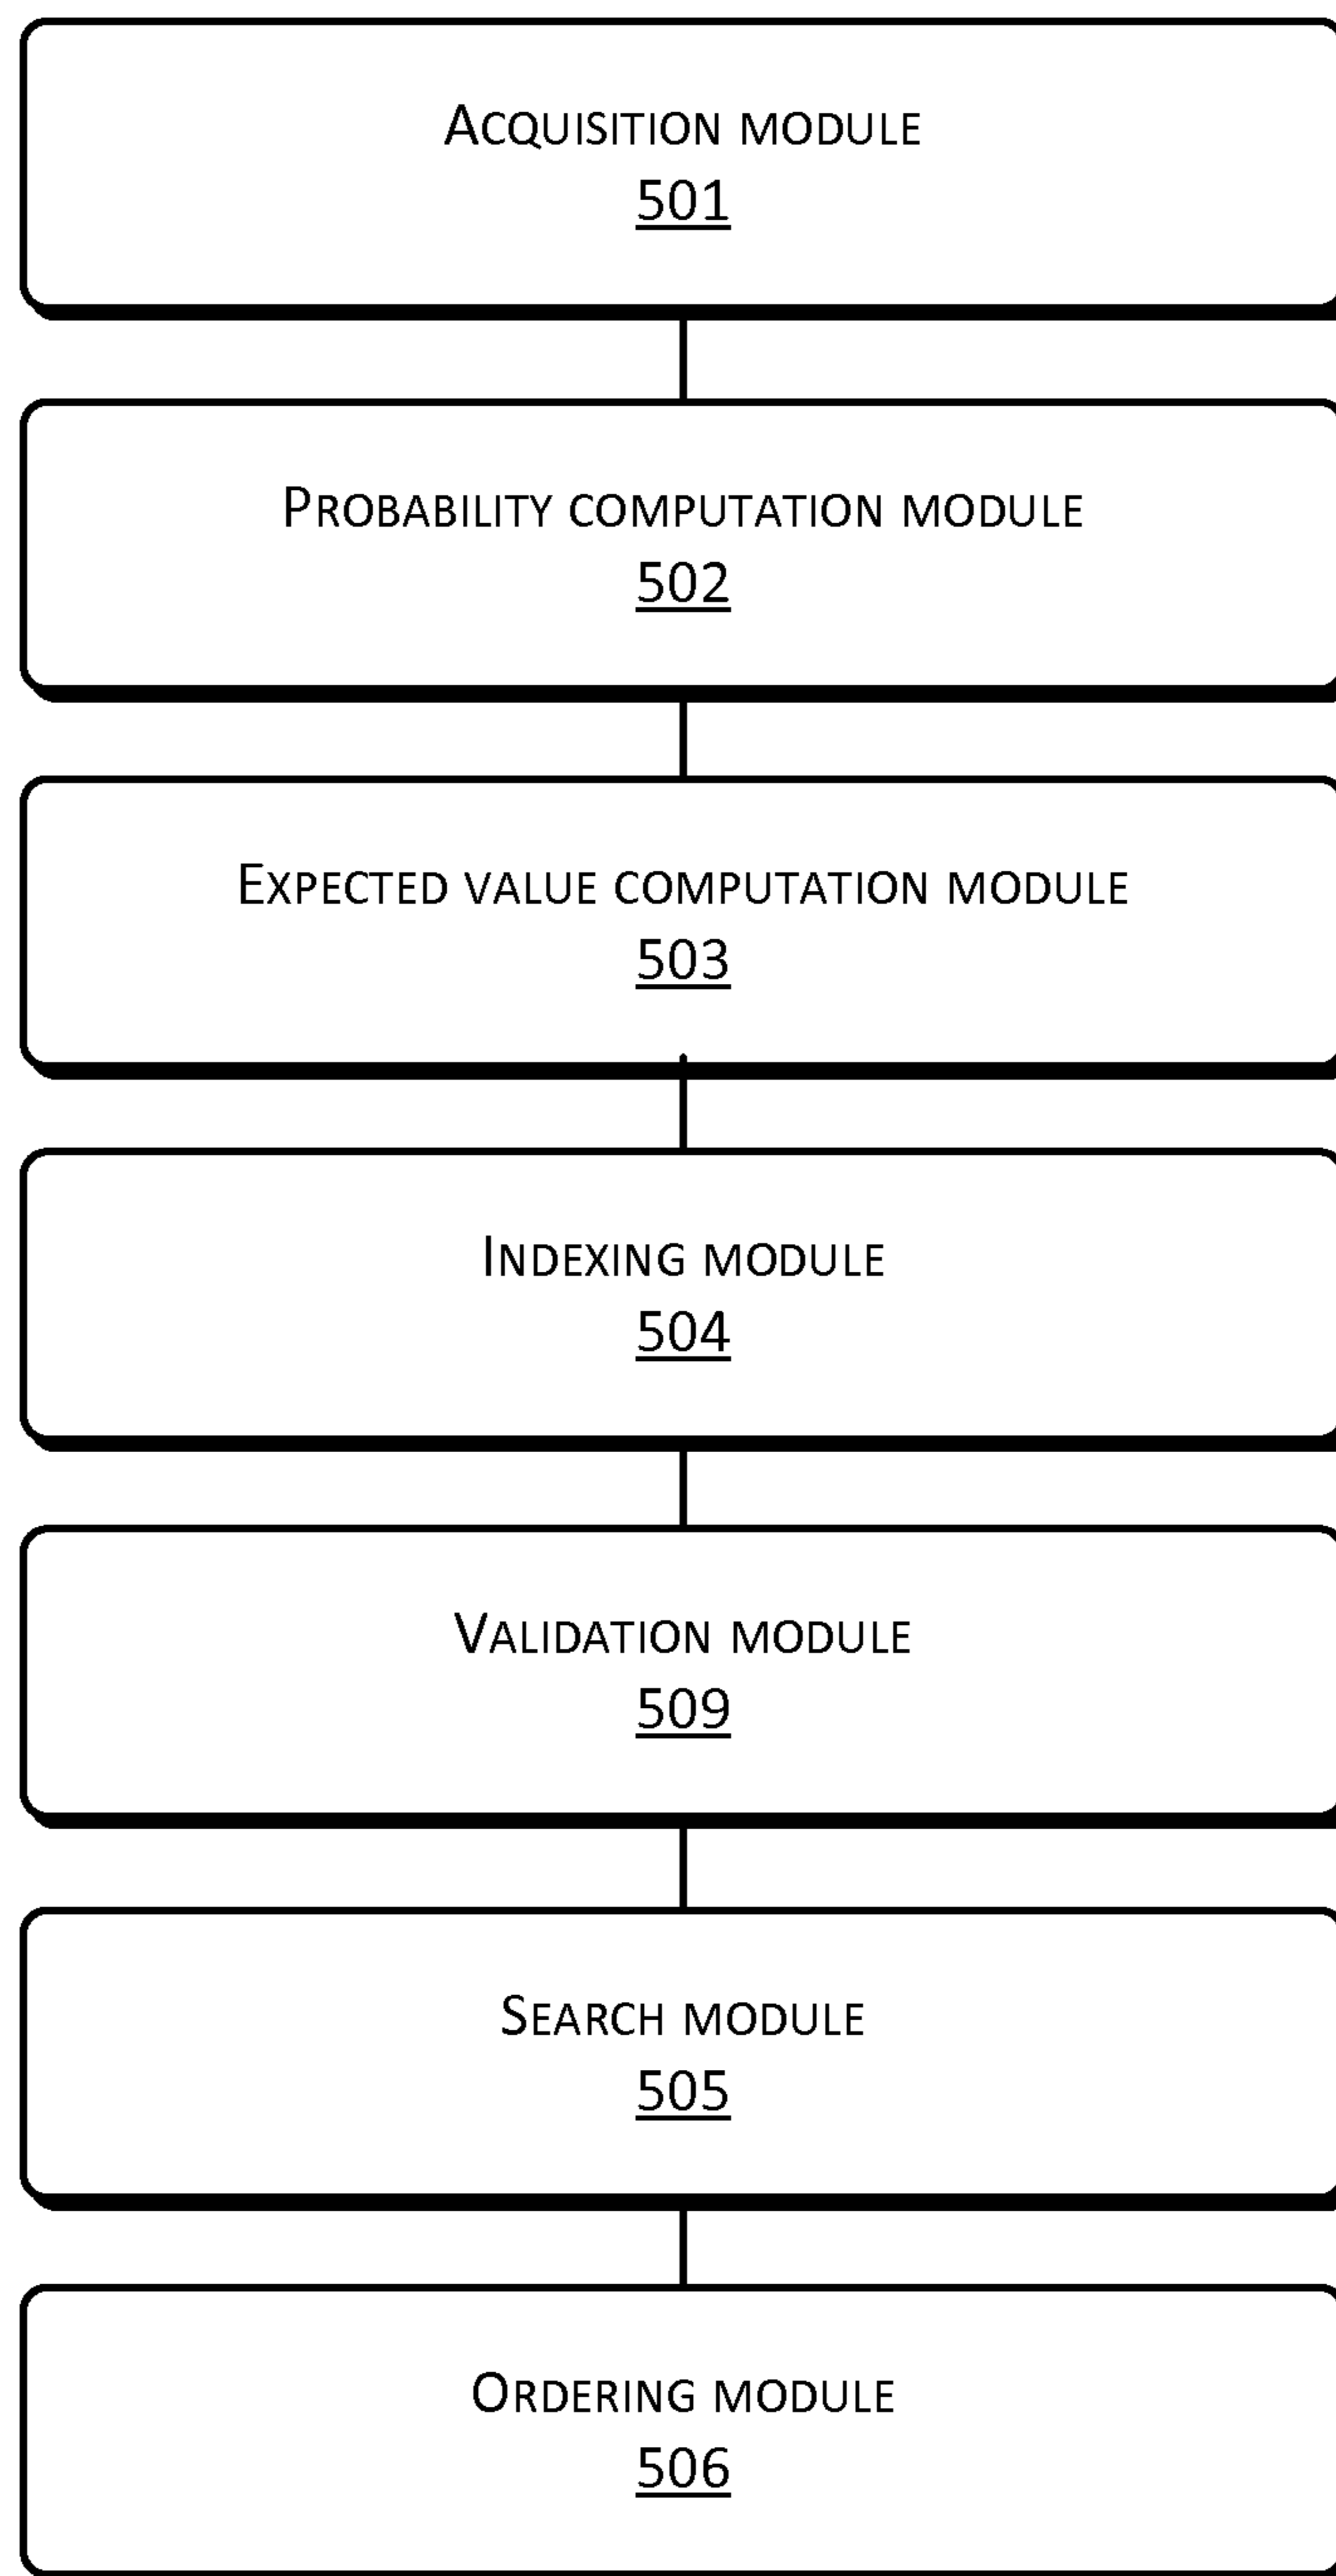 Acquisition module
501
Probability computation module
502
Expected value computation module
503
Indexing module
504
Validation module
509
Search module
505
Ordering module
506